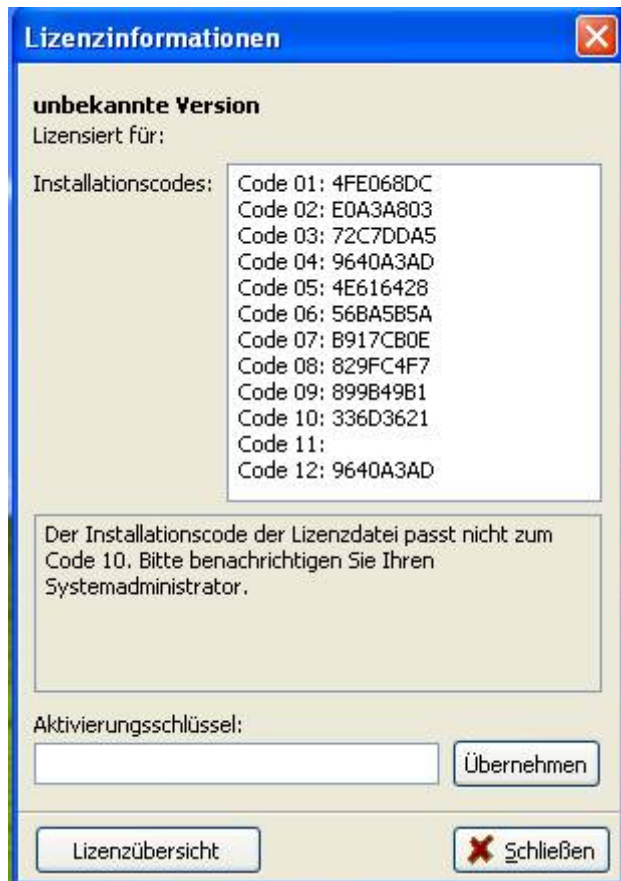 Lizenzinformationen
unbekannte Version
Lizensiert für:
Installationscodes:
Code 01: 4FE068DC
Code 02: E0A3A803
Code 03: 72C7DDA5
Code 04: 9640A3AD
Code 05: 4E616428
Code 06: 56BA5B5A
Code 07: B917CB0E
Code 08: 829FC4F7
Code 09: 899B49B1
Code 10: 336D3621
Code 11:
Code 12: 9640A3AD
Der Installationscode der Lizenzdatei passt nicht zum
Code 10. Bitte benachrichtigen Sie Ihren
Systemadministrator.
Aktivierungsschlüssel:
Übernehmen
Lizenzübersicht
Schließen